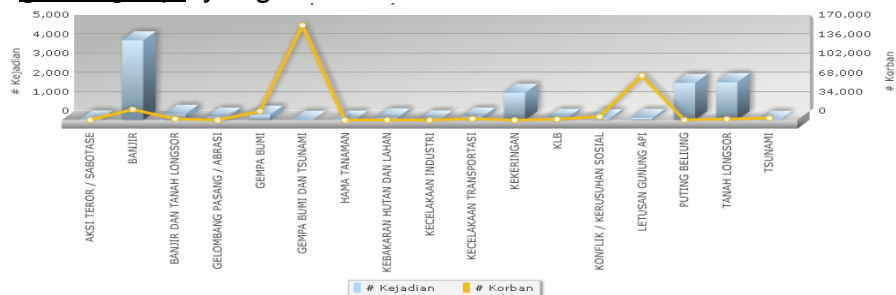 5,000
4,000
3,000
2,000
1,000
0
# Kejadian
170,000
136,000
102,000
68,000
34,000
0
# Korban
AKSI TEROR / SABOTASE
BANJIR
BANJIR DAN TANAH LONGSOR
GELOMBANG PASANG / ABRASI
GEMPA BUMI
GEMPA BUMI DAN TSUNAMI
HAMA TANAMAN
KEBAKARAN HUTAN DAN LAHAN
KECELAKAAN INDUSTRI
KECELAKAAN TRANSPORTASI
KEKERINGAN
KLB
KONFLIK / KERUSUHAN SOSIAL
LETUSAN GUNUNG API
PUTING BELIUNG
TANAH LONGSOR
TSUNAMI
# Kejadian # Korban